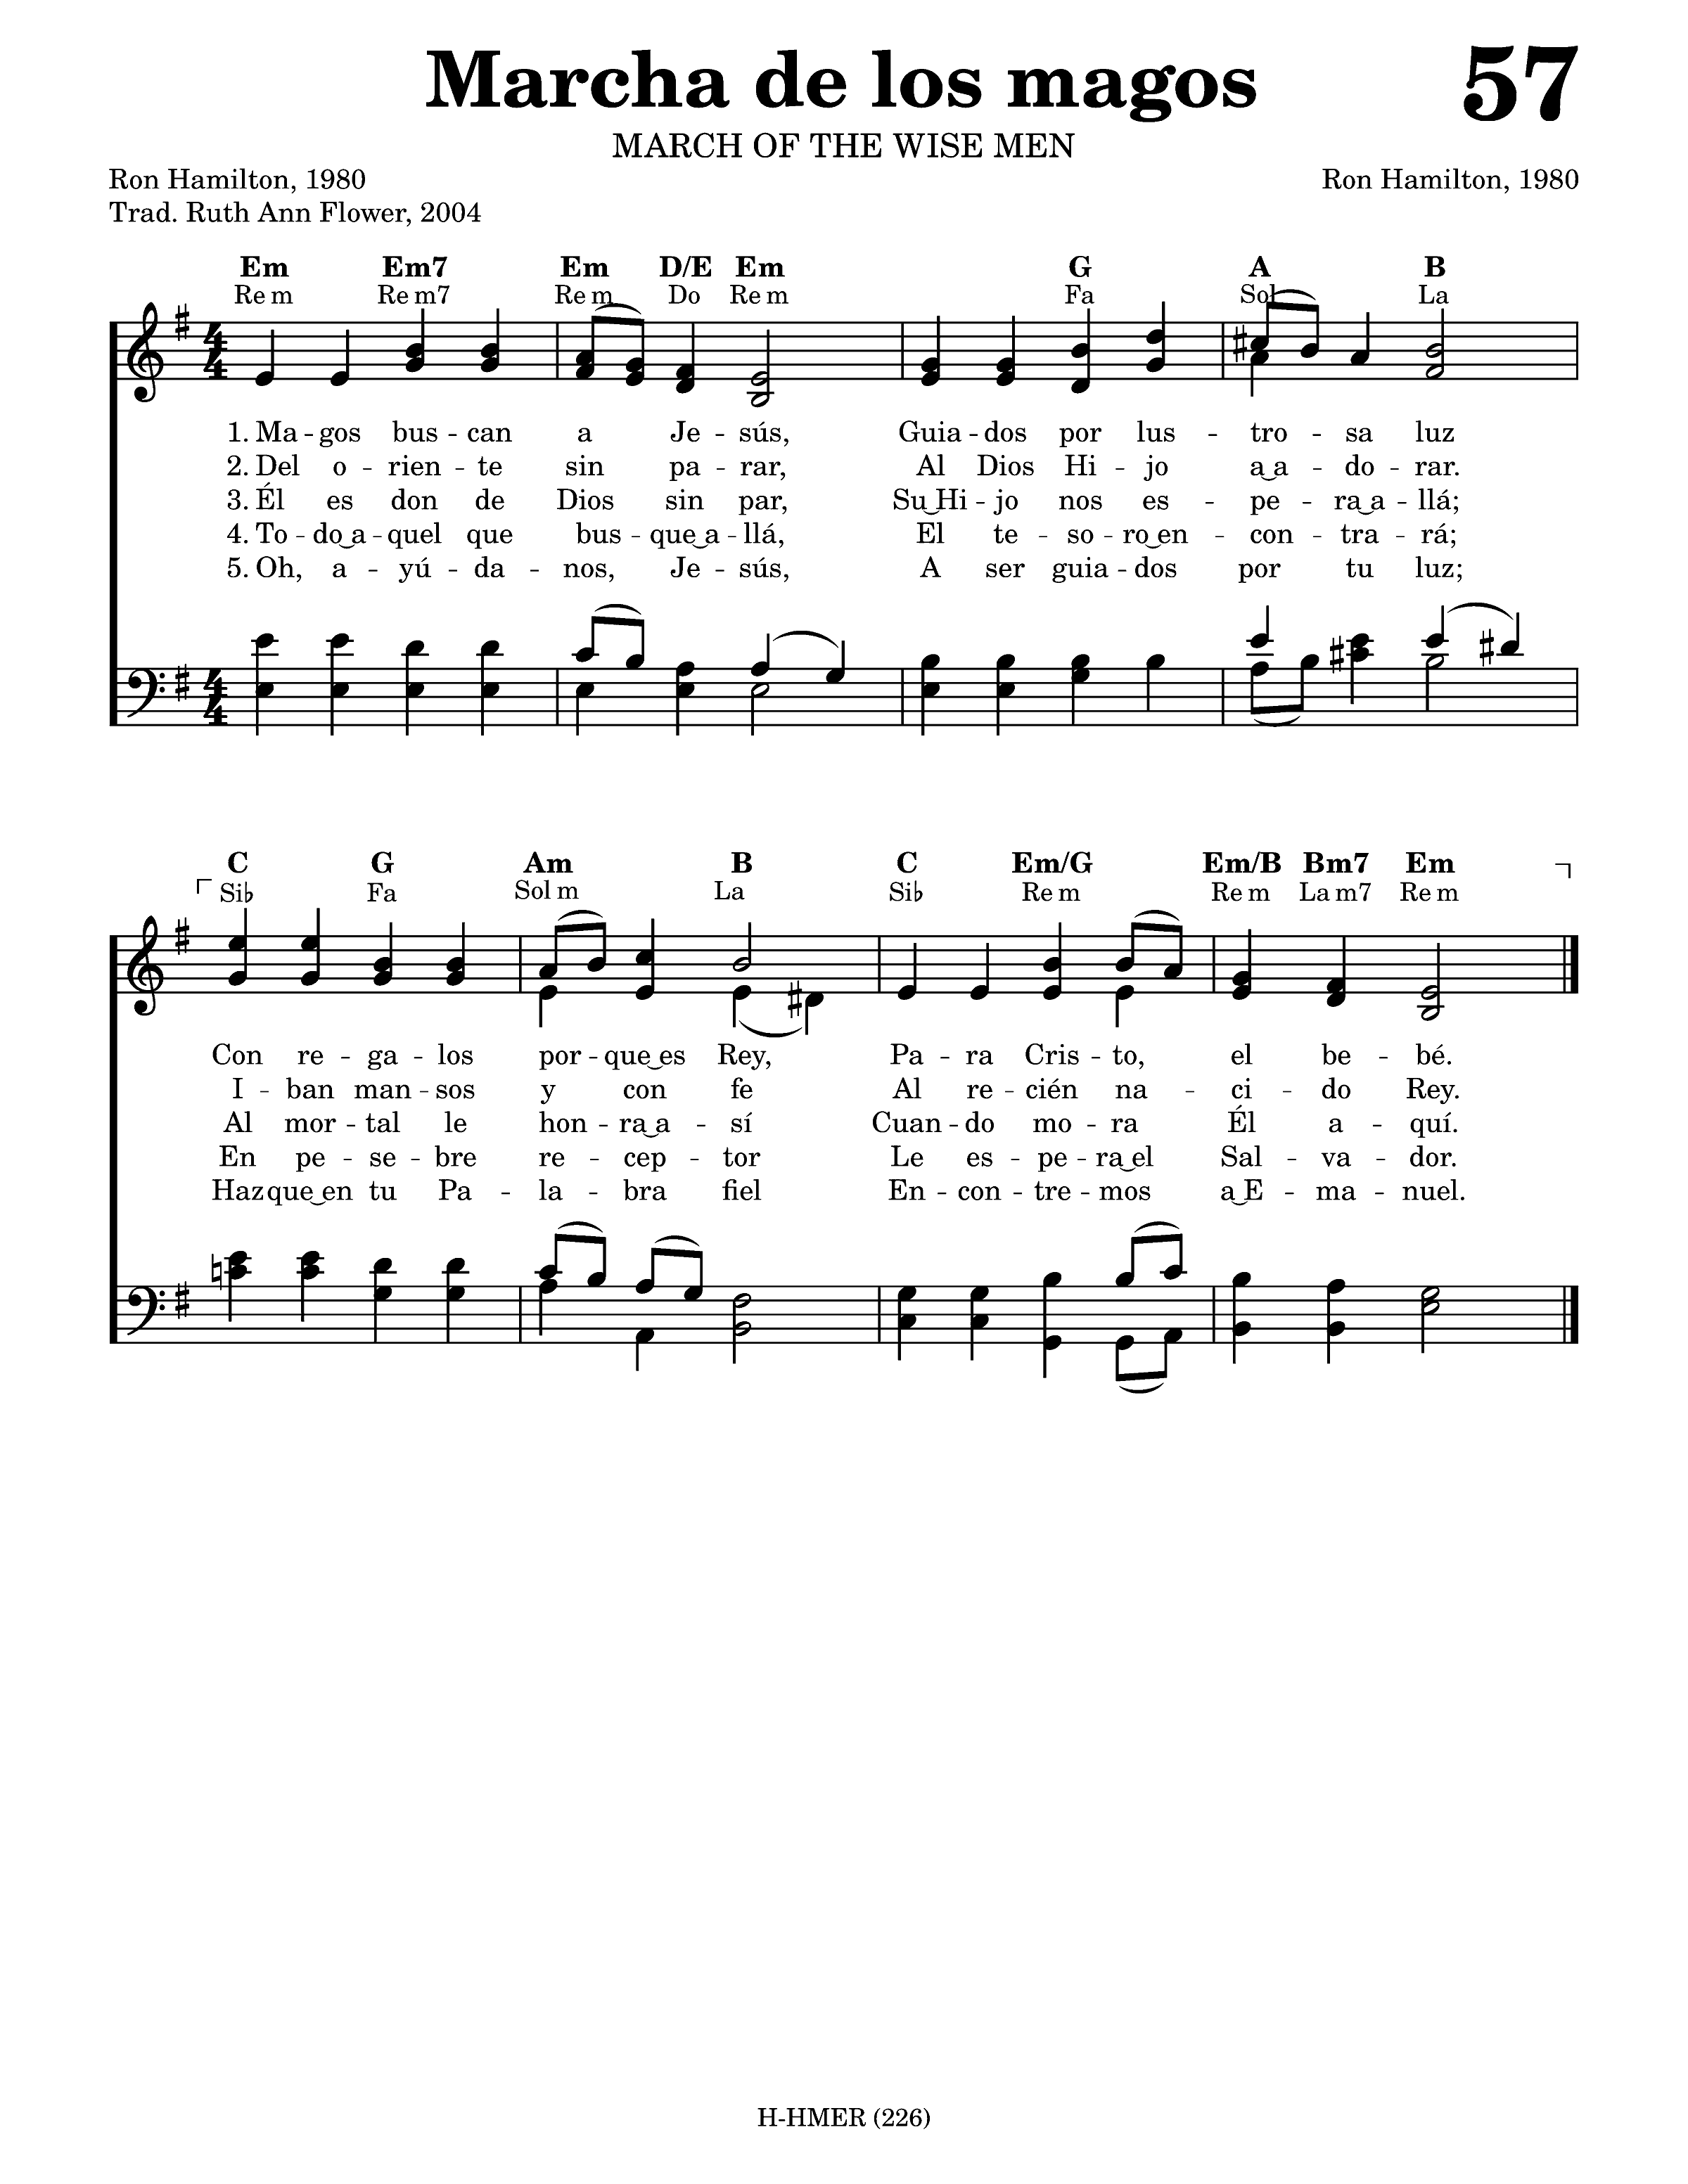 Marcha de los magos 57
MARCH OF THE WISE MEN
Ron Hamilton, 1980 Ron Hamilton, 1980
Trad. Ruth Ann Flower, 2004
Em Em7 Em D/E Em G A B
Re m Re m7 Re m Do Re m Fa Sol La
1. Ma - gos bus - can a Je - sús, Guia - dos por lus - tro - sa luz
2. Del o - rien - te sin pa - rar, Al Dios Hi - jo a‿a - do - rar.
3. Él es don de Dios sin par, Su‿Hi - jo nos es - pe - ra‿a - llá;
4. To - do‿a - quel que bus - que‿a - llá, El te - so - ro‿en - con - tra - rá;
5. Oh, a - yú - da - nos, Je - sús, A ser guia - dos por tu luz;
C G Am B C Em/G Em/B Bm7 Em
Si♭ Fa Sol m La Si♭ Re m Re m La m7 Re m
Con re - ga - los por - que‿es Rey, Pa - ra Cris - to, el be - bé.
I - ban man - sos y con fe Al re - cién na - ci - do Rey.
Al mor - tal le hon - ra‿a - sí Cuan - do mo - ra Él a - quí.
En pe - se - bre re - cep - tor Le es - pe - ra‿el Sal - va - dor.
Haz que‿en tu Pa - la - bra fiel En - con - tre - mos a‿E - ma - nuel.
H-HMER (226)